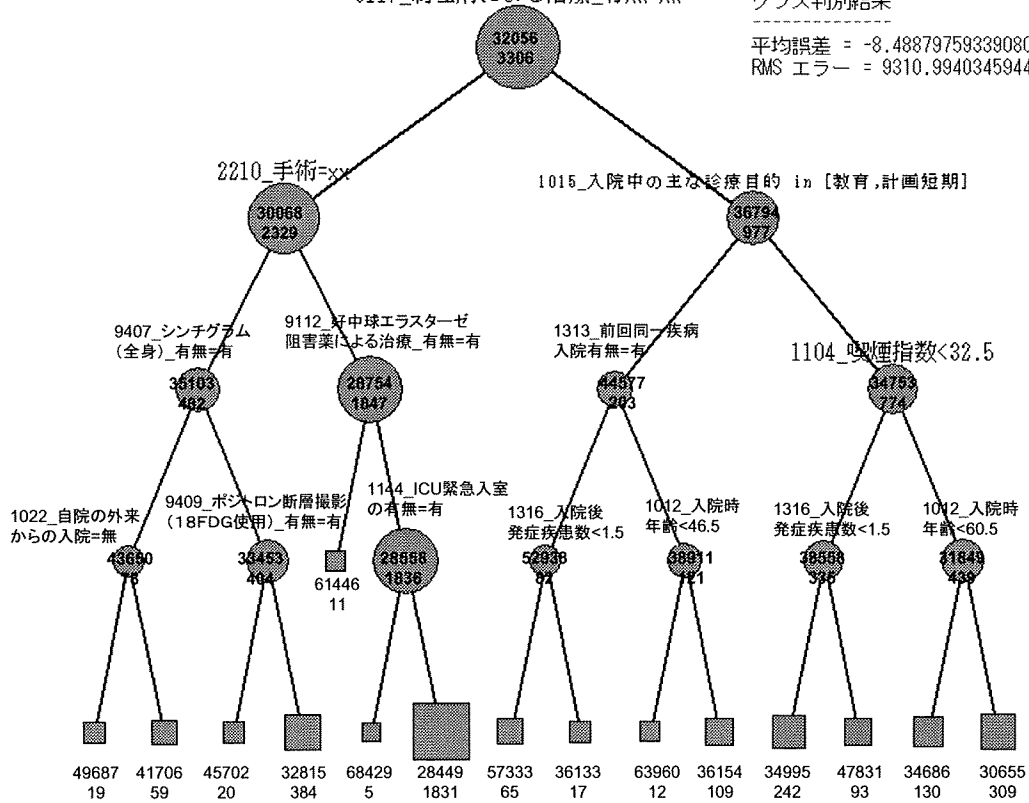 クラス判別結果
--------------
平均誤差 = -8.48879759339080
RMS エラー = 9310.9940345944
32056
3306
2210_手術=xx
1015_入院中の主な診療目的 in [教育,計画短期]
30068
2329
36794
977
9407_シンチグラム
(全身)_有無=有
9112_好中球エラスターゼ
阻害薬による治療_有無=有
1313_前回同一疾病
入院有無=有
1104_喫煙指数<32.5
35103
482
28754
1847
44577
203
34753
774
1022_自院の外来
からの入院=無
9409_ポジトロン断層撮影
(18FDG使用)_有無=有
1144_ICU緊急入室
の有無=有
1316_入院後
発症疾患数<1.5
1012_入院時
年齢<46.5
1316_入院後
発症疾患数<1.5
1012_入院時
年齢<60.5
43650
78
33453
404
61446
11
28558
1836
52938
82
38911
121
38558
335
31849
439
49687 41706 45702 32815 68429 28449 57333 36133 63960 36154 34995 47831 34686 30655
19 59 20 384 5 1831 65 17 12 109 242 93 130 309